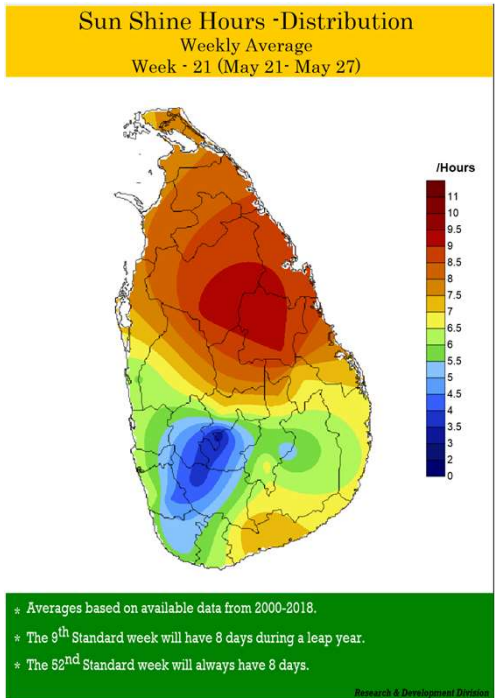 Sun Shine Hours -Distribution
Weekly Average
Week - 21 (May 21- May 27)
/Hours
11
10
9.5
9
8.5
8
7.5
7
6.5
6
5.5
5
4.5
4
3.5
3
2
0
* Averages based on available data from 2000-2018.
* The 9th Standard week will have 8 days during a leap year.
* The 52nd Standard week will always have 8 days.
Research & Development Division